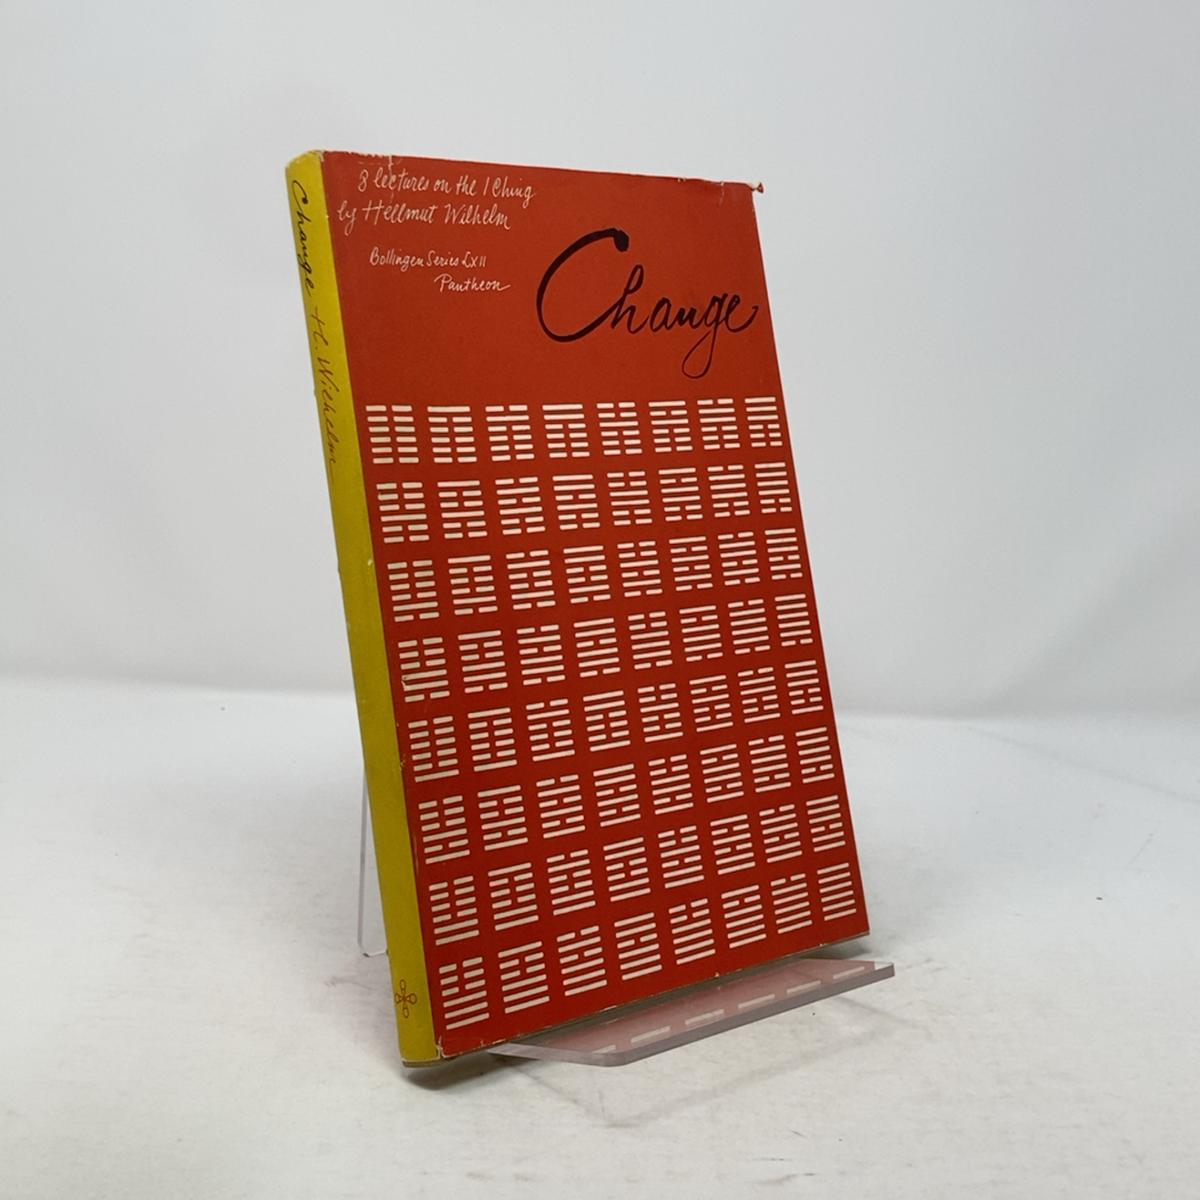 8 lectures on the I Ching
by Hellmut Wilhelm
Bollingen Series LXII
Pantheon
Change
Change H. Wilhelm